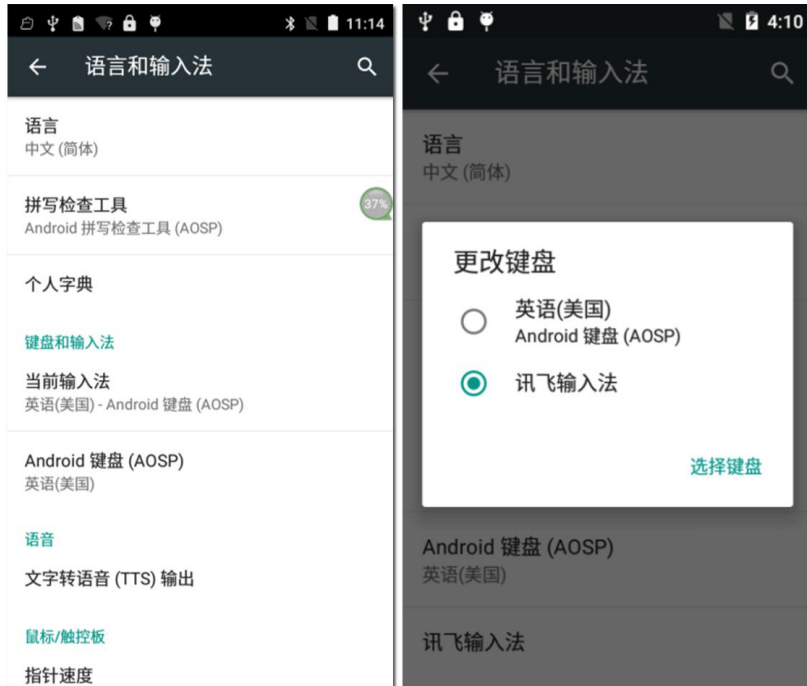 11:14
语言和输入法
语言
中文 (简体)
拼写检查工具
Android 拼写检查工具 (AOSP)
37%
个人字典
键盘和输入法
当前输入法
英语(美国) - Android 键盘 (AOSP)
Android 键盘 (AOSP)
英语(美国)
语音
文字转语音 (TTS) 输出
鼠标/触控板
指针速度
4:10
语言和输入法
语言
中文 (简体)
更改键盘
英语(美国)
Android 键盘 (AOSP)
讯飞输入法
选择键盘
Android 键盘 (AOSP)
英语(美国)
讯飞输入法